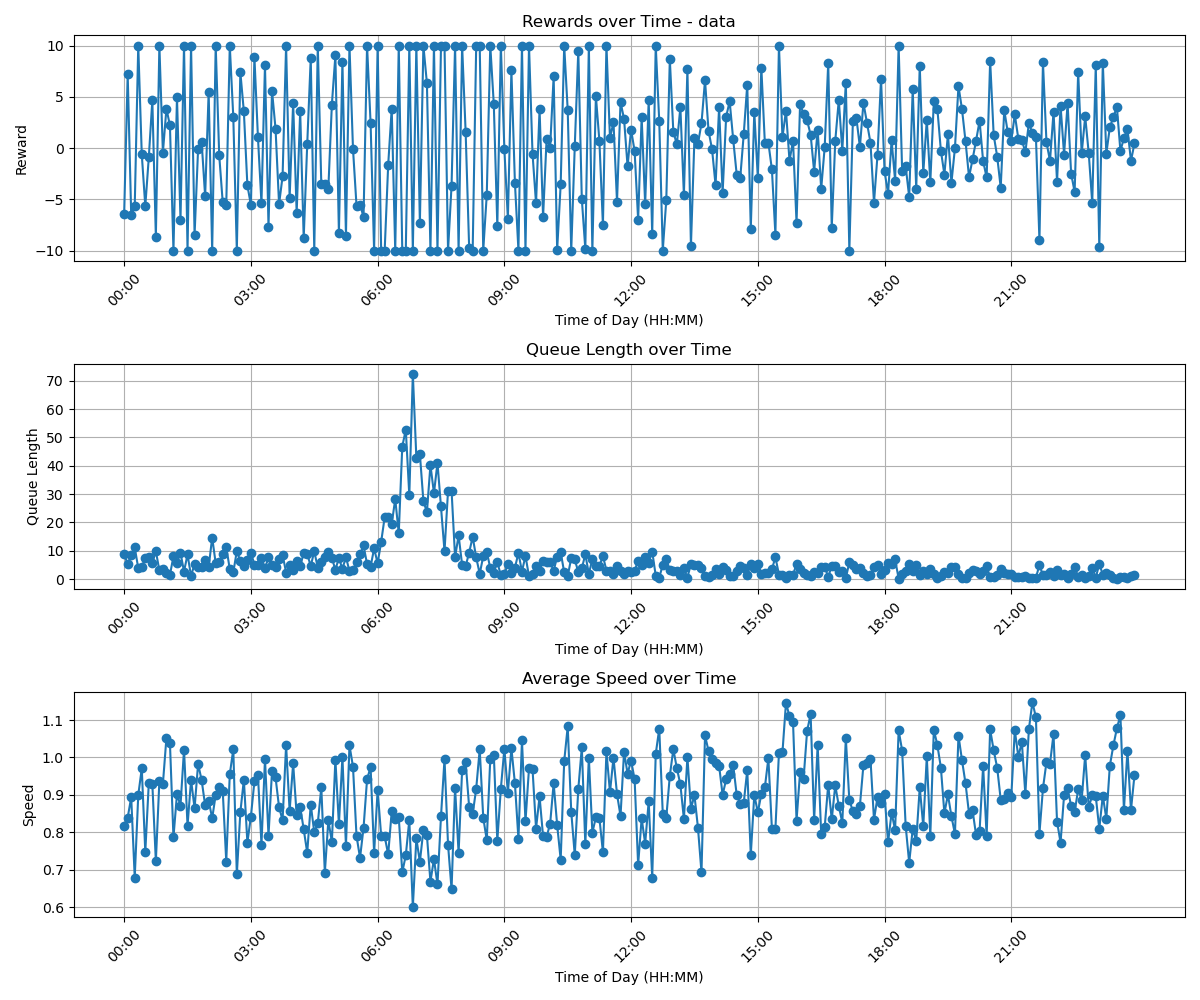 Rewards over Time - data
10
5
0
−5
−10
Reward
00:00 03:00 06:00 09:00 12:00 15:00 18:00 21:00
Time of Day (HH:MM)
Queue Length over Time
70
60
50
40
30
20
10
0
Queue Length
00:00 03:00 06:00 09:00 12:00 15:00 18:00 21:00
Time of Day (HH:MM)
Average Speed over Time
1.1
1.0
0.9
0.8
0.7
0.6
Speed
00:00 03:00 06:00 09:00 12:00 15:00 18:00 21:00
Time of Day (HH:MM)